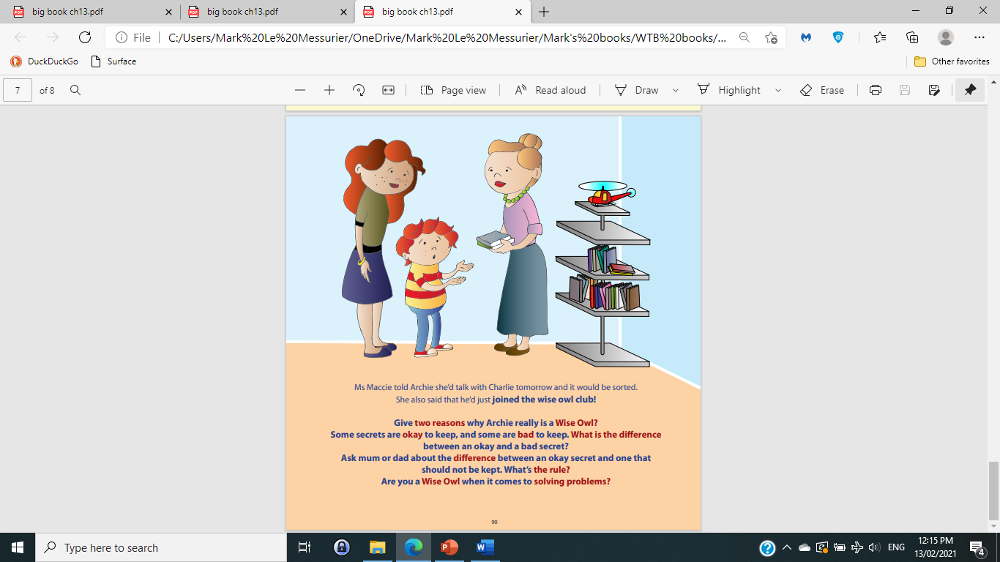 big book ch13.pdf
big book ch13.pdf
big book ch13.pdf
File
C:/Users/Mark%20Le%20Messurier/OneDrive/Mark%20Le%20Messurier/Mark's%20books/WTB%20books/...
DuckDuckGo
Surface
Other favorites
7 of 8
Page view
Read aloud
Draw
Highlight
Erase
Ms Maccie told Archie she'd talk with Charlie tomorrow and it would be sorted.
She also said that he'd just joined the wise owl club!
Give two reasons why Archie really is a Wise Owl?
Some secrets are okay to keep, and some are bad to keep. What is the difference
between an okay and a bad secret?
Ask mum or dad about the difference between an okay secret and one that
should not be kept. What's the rule?
Are you a Wise Owl when it comes to solving problems?
90
Type here to search
ENG
12:15 PM
13/02/2021
4